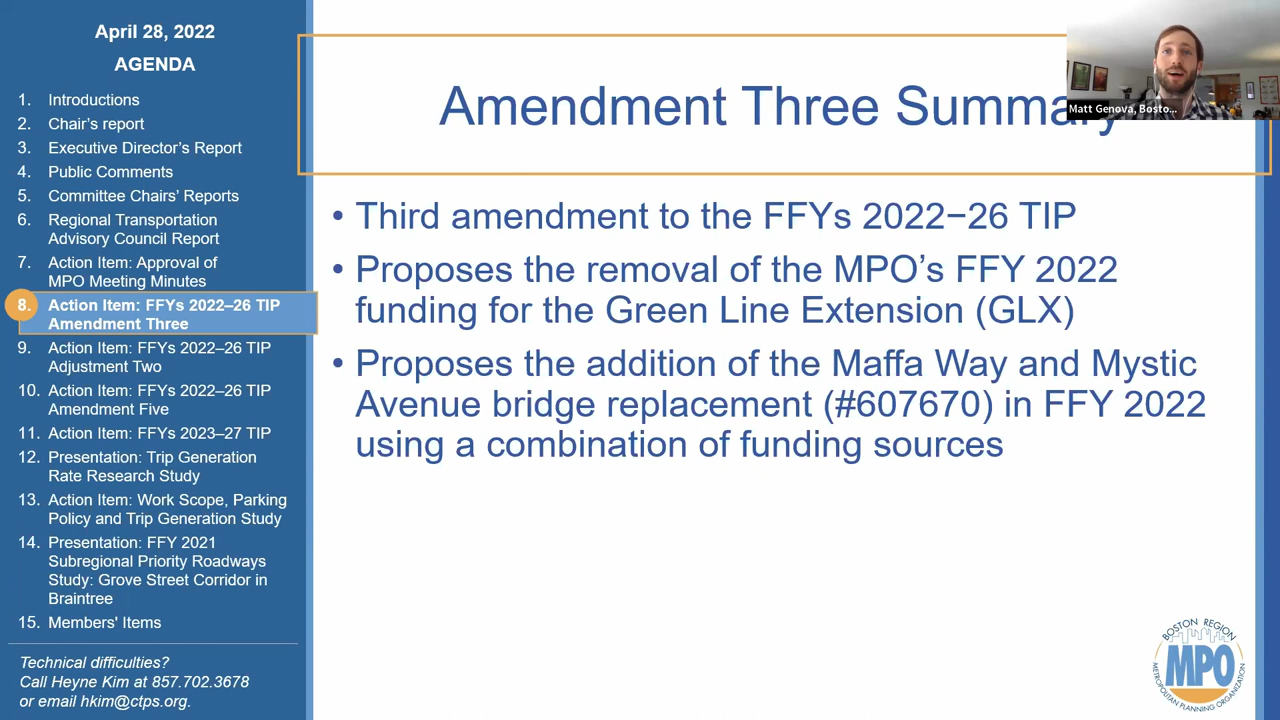 April 28, 2022
AGENDA
1. Introductions
2. Chair's report
3. Executive Director's Report
4. Public Comments
5. Committee Chairs' Reports
6. Regional Transportation
Advisory Council Report
7. Action Item: Approval of
MPO Meeting Minutes
8. Action Item: FFYs 2022–26 TIP
Amendment Three
9. Action Item: FFYs 2022–26 TIP
Adjustment Two
10. Action Item: FFYs 2022–26 TIP
Amendment Five
11. Action Item: FFYs 2023–27 TIP
12. Presentation: Trip Generation
Rate Research Study
13. Action Item: Work Scope, Parking
Policy and Trip Generation Study
14. Presentation: FFY 2021
Subregional Priority Roadways
Study: Grove Street Corridor in
Braintree
15. Members' Items
Technical difficulties?
Call Heyne Kim at 857.702.3678
or email hkim@ctps.org.
Amendment Three Summary
Matt Genova, Bosto...
• Third amendment to the FFYs 2022–26 TIP
• Proposes the removal of the MPO's FFY 2022
funding for the Green Line Extension (GLX)
• Proposes the addition of the Maffa Way and Mystic
Avenue bridge replacement (#607670) in FFY 2022
using a combination of funding sources
BOSTON REGION
MPO
METROPOLITAN PLANNING ORGANIZATION